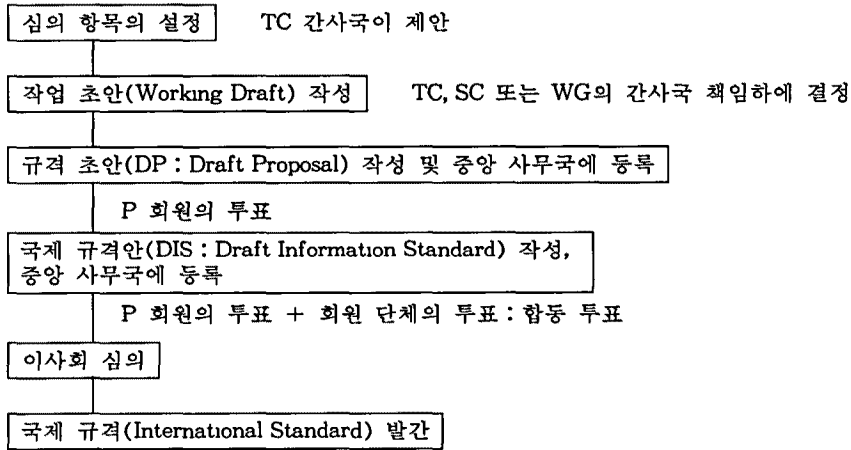 심의 항목의 설정 TC 간사국이 제안
작업 초안(Working Draft) 작성 TC, SC 또는 WG의 간사국 책임하에 결정
규격 초안(DP : Draft Proposal) 작성 및 중앙 사무국에 등록
P 회원의 투표
국제 규격안(DIS : Draft Information Standard) 작성,
중앙 사무국에 등록
P 회원의 투표 + 회원 단체의 투표 : 합동 투표
이사회 심의
국제 규격(International Standard) 발간